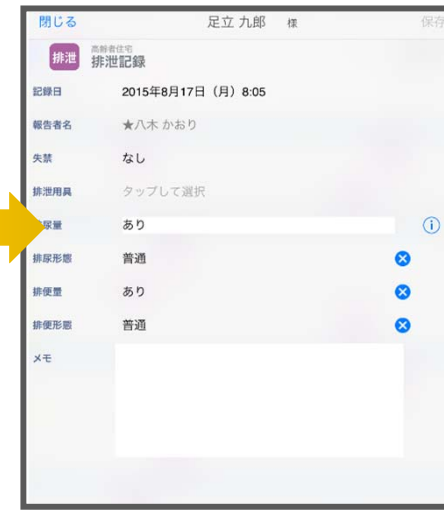 閉じる 足立 九郎 様 保存
排泄 高齢者住宅
排泄記録
記録日 2015年8月17日（月）8:05
報告者名 ★八木 かおり
失禁 なし
排泄用具 タップして選択
尿量 あり
排尿形態 普通
排便量 あり
排便形態 普通
メモ